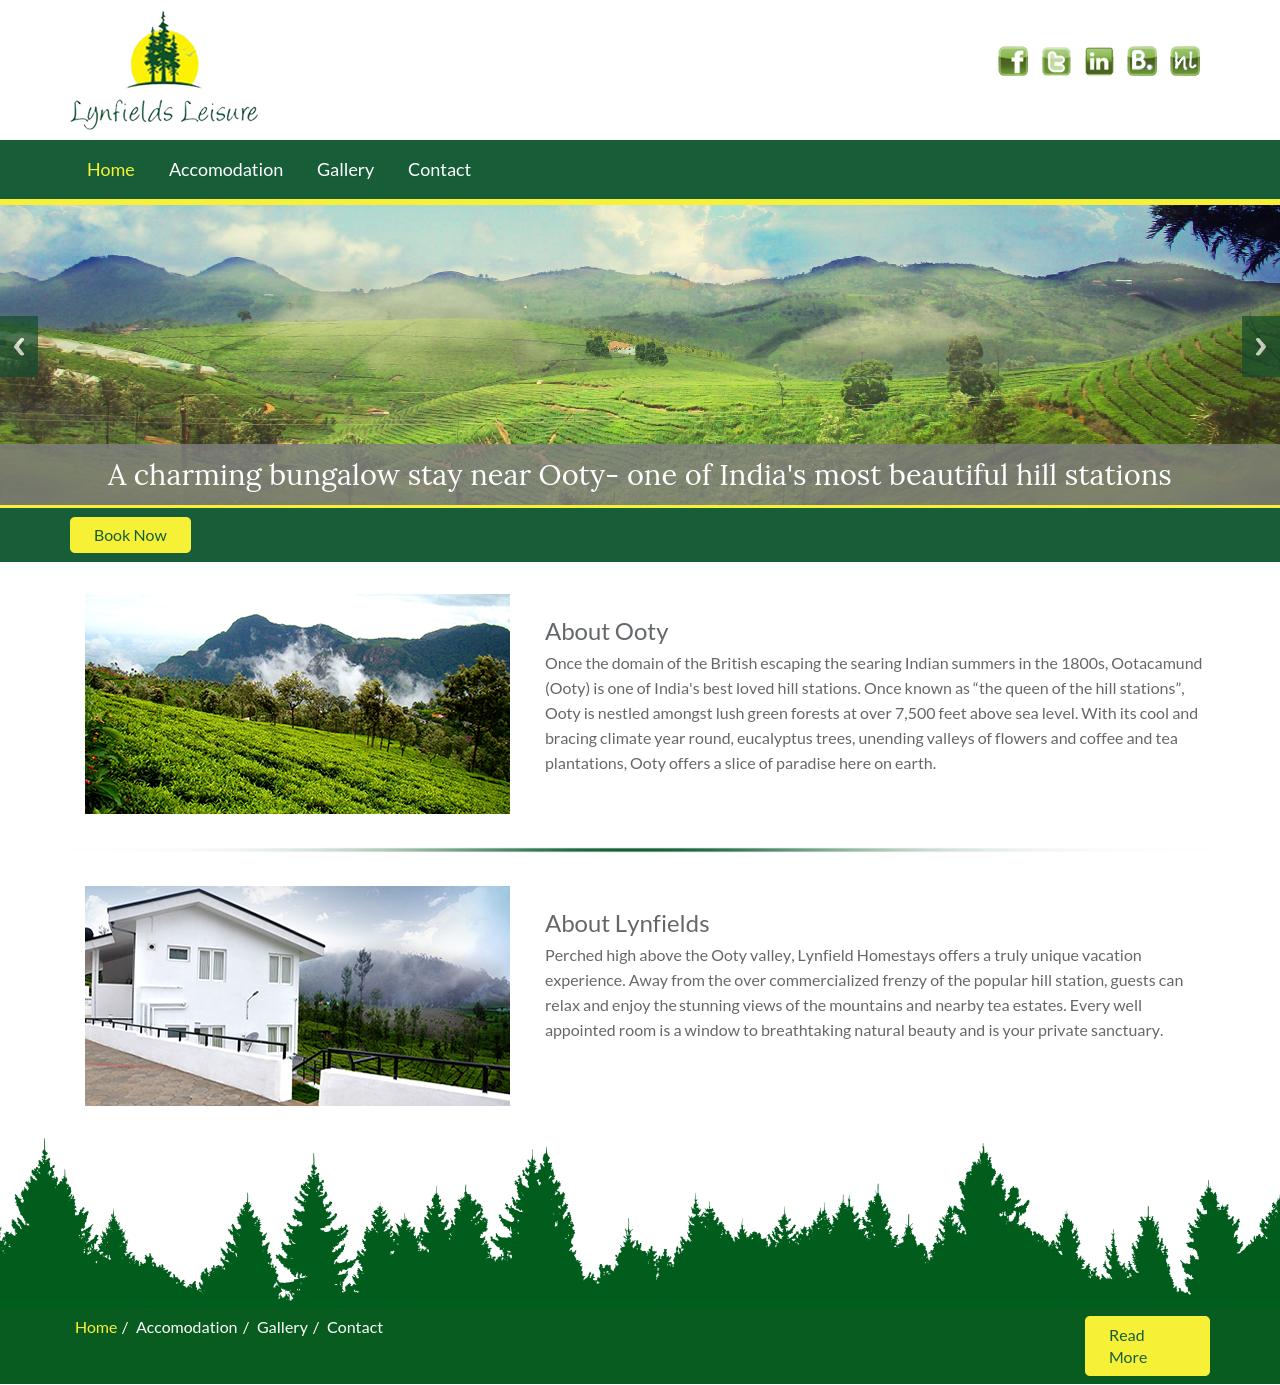 Lynfields Leisure
f t in B. hl
Home Accomodation Gallery Contact
A charming bungalow stay near Ooty- one of India's most beautiful hill stations
Book Now
About Ooty
Once the domain of the British escaping the searing Indian summers in the 1800s, Ootacamund
(Ooty) is one of India's best loved hill stations. Once known as “the queen of the hill stations”,
Ooty is nestled amongst lush green forests at over 7,500 feet above sea level. With its cool and
bracing climate year round, eucalyptus trees, unending valleys of flowers and coffee and tea
plantations, Ooty offers a slice of paradise here on earth.
About Lynfields
Perched high above the Ooty valley, Lynfield Homestays offers a truly unique vacation
experience. Away from the over commercialized frenzy of the popular hill station, guests can
relax and enjoy the stunning views of the mountains and nearby tea estates. Every well
appointed room is a window to breathtaking natural beauty and is your private sanctuary.
Home / Accomodation / Gallery / Contact
Read
More